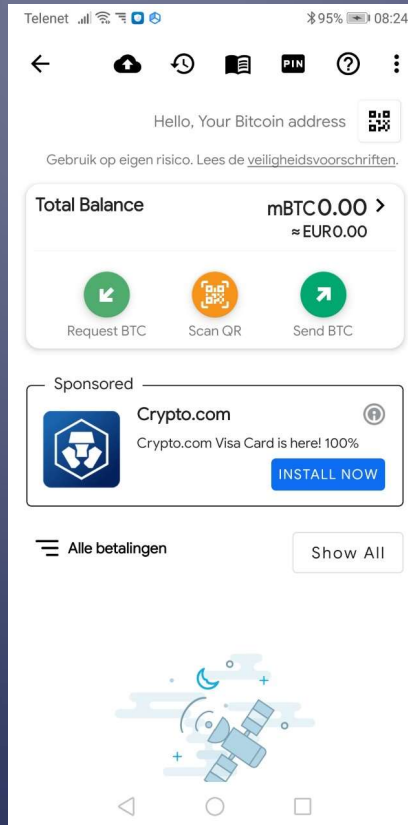 Telenet 95% 08:24
PIN
Hello, Your Bitcoin address
Gebruik op eigen risico. Lees de veiligheidsvoorschriften.
Total Balance mBTC0.00 >
≈EUR0.00
Request BTC Scan QR Send BTC
Sponsored
Crypto.com
Crypto.com Visa Card is here! 100%
INSTALL NOW
Alle betalingen Show All